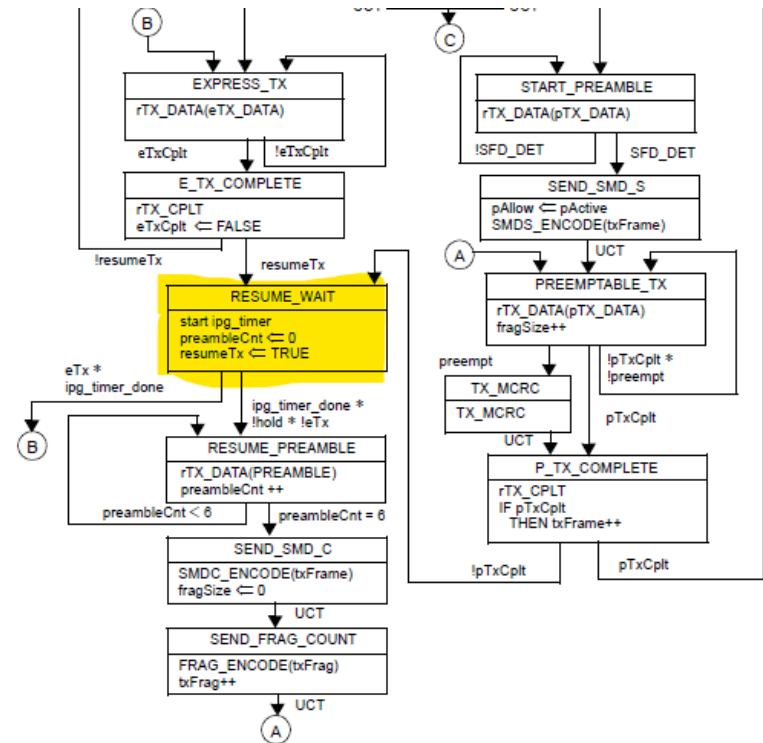 B
C
EXPRESS_TX
rTX_DATA(eTX_DATA)
eTxCplt
!eTxCplt
E_TX_COMPLETE
rTX_CPLT
eTxCplt ⇐ FALSE
!resumeTx
resumeTx
RESUME_WAIT
start ipg_timer
preambleCnt ⇐ 0
resumeTx ⇐ TRUE
eTx *
ipg_timer_done
B
ipg_timer_done *
!hold * !eTx
RESUME_PREAMBLE
rTX_DATA(PREAMBLE)
preambleCnt ++
preambleCnt < 6
preambleCnt = 6
SEND_SMD_C
SMDC_ENCODE(txFrame)
fragSize ⇐ 0
UCT
SEND_FRAG_COUNT
FRAG_ENCODE(txFrag)
txFrag++
UCT
A
START_PREAMBLE
rTX_DATA(pTX_DATA)
!SFD_DET
SFD_DET
SEND_SMD_S
pAllow ⇐ pActive
SMDS_ENCODE(txFrame)
UCT
A
PREEMPTABLE_TX
rTX_DATA(pTX_DATA)
fragSize++
preempt
!pTxCplt *
!preempt
TX_MCRC
TX_MCRC
UCT
pTxCplt
P_TX_COMPLETE
rTX_CPLT
IF pTxCplt
THEN txFrame++
!pTxCplt
pTxCplt